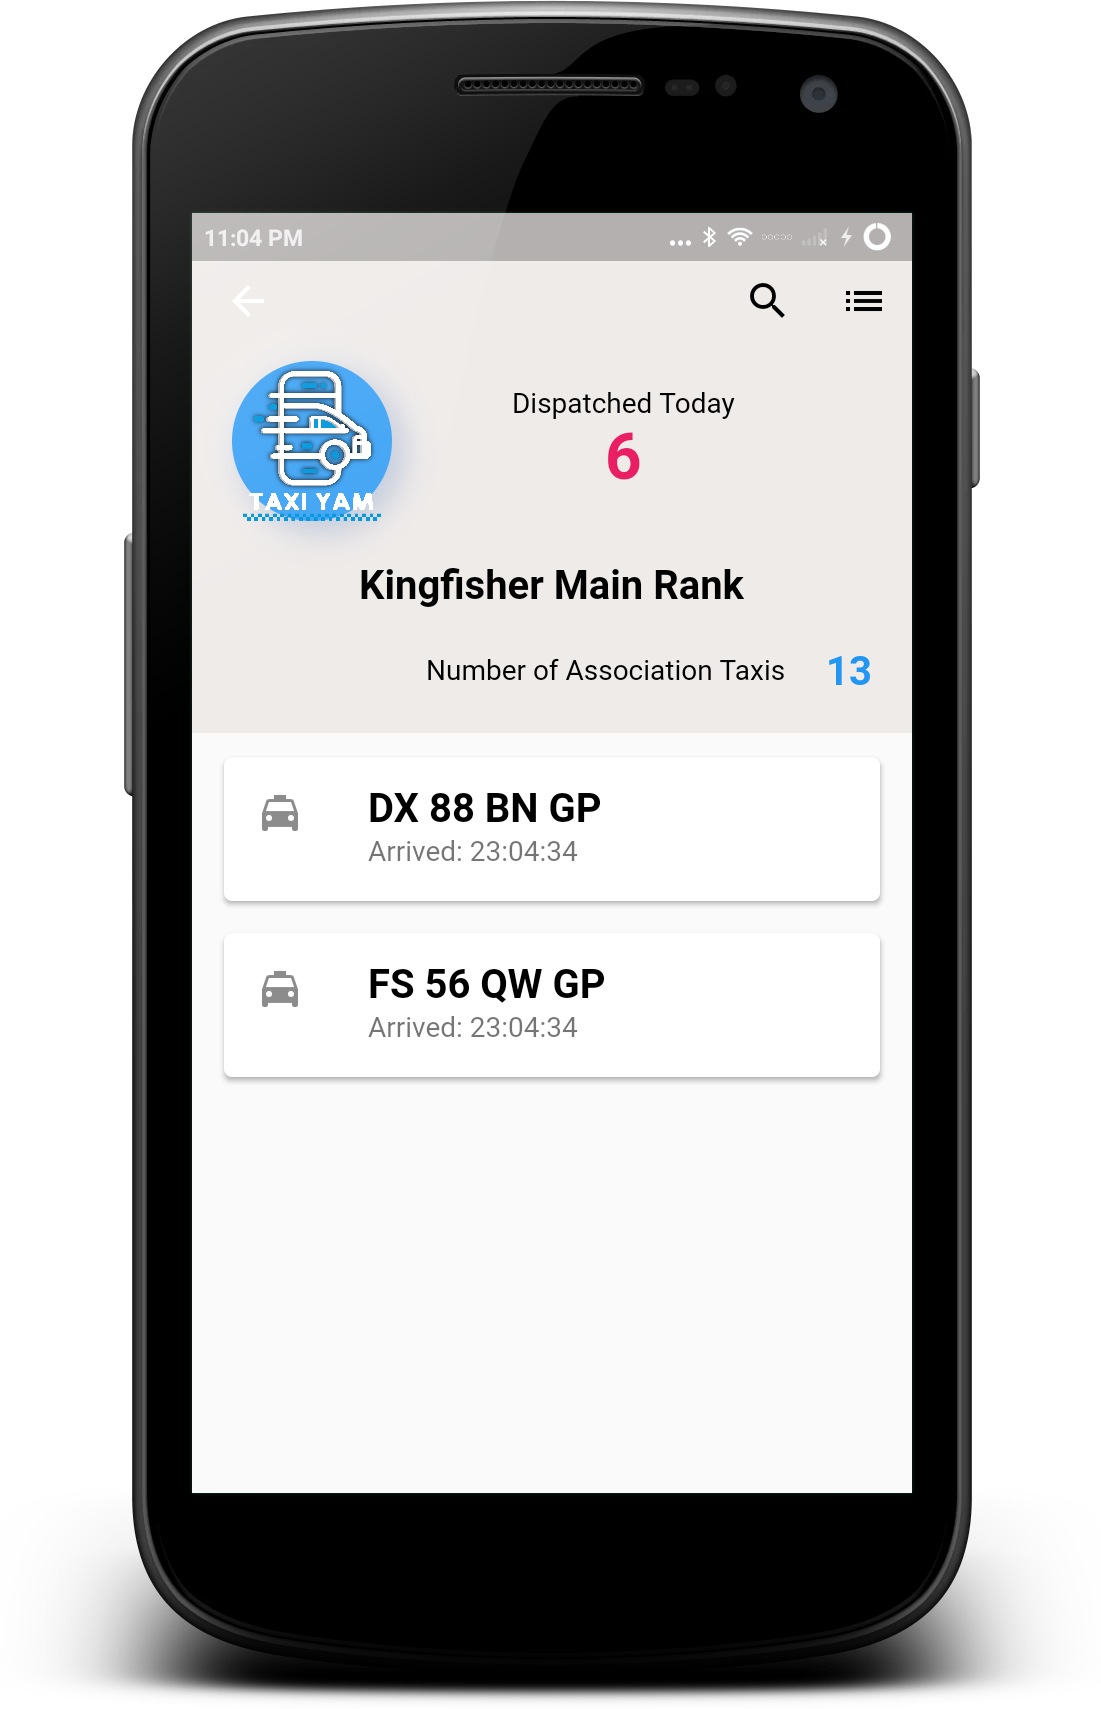 11:04 PM
Dispatched Today
6
TAXI YAM
Kingfisher Main Rank
Number of Association Taxis 13
DX 88 BN GP
Arrived: 23:04:34
FS 56 QW GP
Arrived: 23:04:34